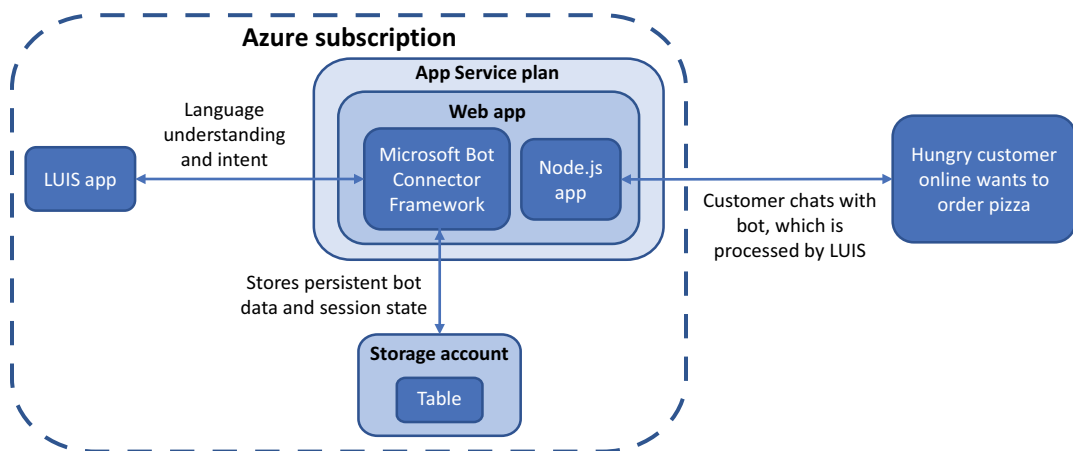 Azure subscription
App Service plan
Web app
Language
understanding
and intent
LUIS app
Microsoft Bot
Connector
Framework
Node.js
app
Hungry customer
online wants to
order pizza
Customer chats with
bot, which is
processed by LUIS
Stores persistent bot
data and session state
Storage account
Table